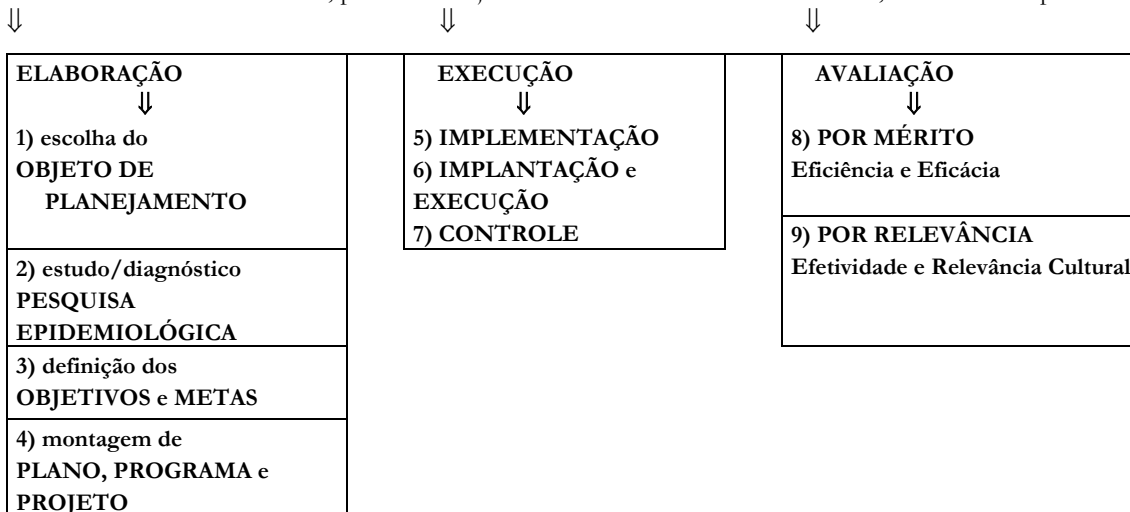 ⇓ ⇓ ⇓
ELABORAÇÃO
⇓
1) escolha do
OBJETO DE
PLANEJAMENTO
2) estudo/diagnóstico
PESQUISA
EPIDEMIOLÓGICA
3) definição dos
OBJETIVOS e METAS
4) montagem de
PLANO, PROGRAMA e
PROJETO
EXECUÇÃO
⇓
5) IMPLEMENTAÇÃO
6) IMPLANTAÇÃO e
EXECUÇÃO
7) CONTROLE
AVALIAÇÃO
⇓
8) POR MÉRITO
Eficiência e Eficácia
9) POR RELEVÂNCIA
Efetividade e Relevância Cultural